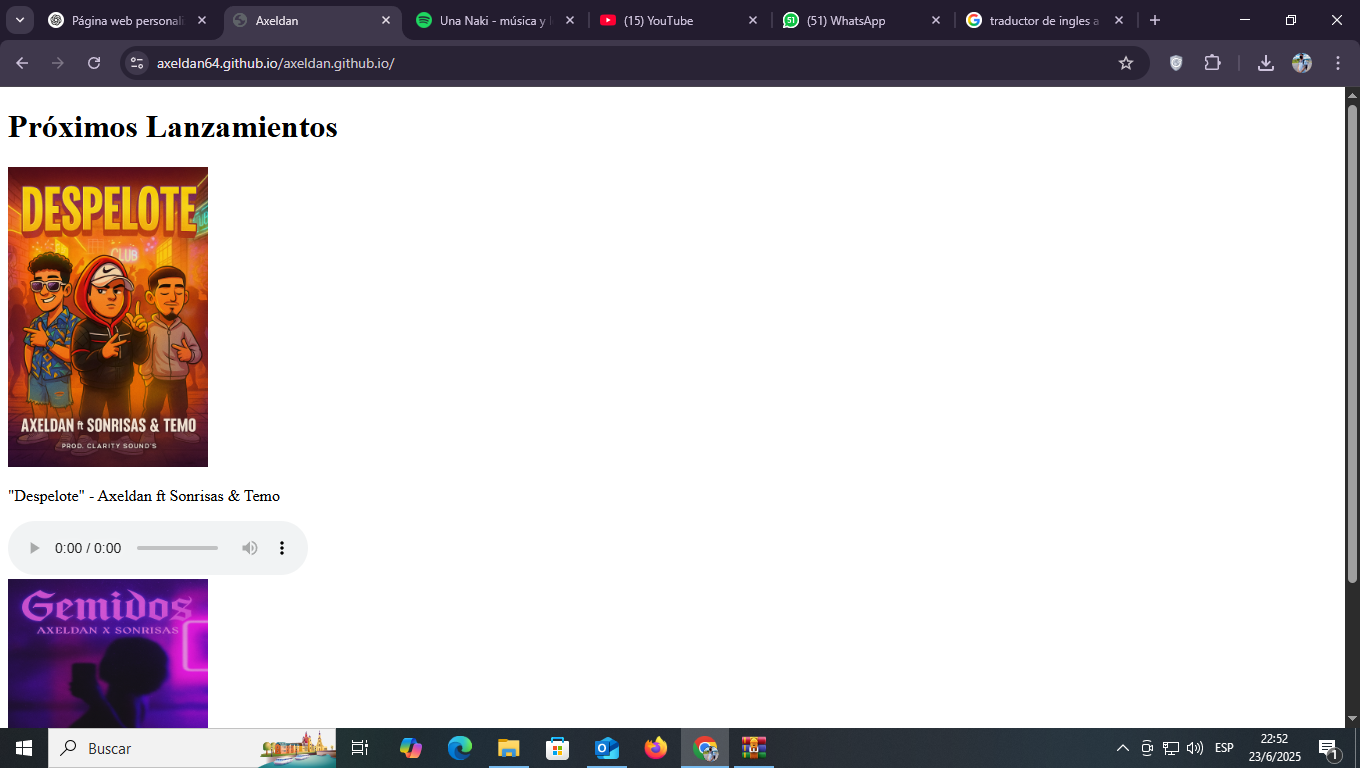 Página web personali
Axeldan
Una Naki - música y l
(15) YouTube
51
(51) WhatsApp
traductor de ingles a
axeldan64.github.io/axeldan.github.io/
Próximos Lanzamientos
DESPELOTE
CLUB
AXELDAN ft SONRISAS & TEMO
PROD. CLARITY SOUND'S
"Despelote" - Axeldan ft Sonrisas & Temo
0:00 / 0:00
Gemidos
AXELDAN X SONRISAS
Buscar
ESP
22:52
23/6/2025
1